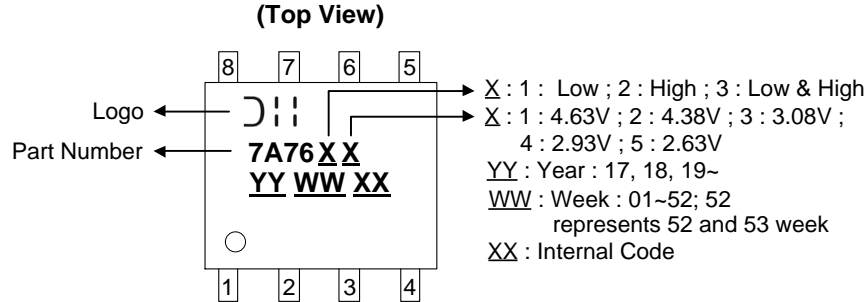 (Top View)
8 7 6 5
Logo
Part Number
7A76 X X
YY WW XX
1 2 3 4
X : 1 : Low ; 2 : High ; 3 : Low & High
X : 1 : 4.63V ; 2 : 4.38V ; 3 : 3.08V ;
4 : 2.93V ; 5 : 2.63V
YY : Year : 17, 18, 19~
WW : Week : 01~52; 52
represents 52 and 53 week
XX : Internal Code